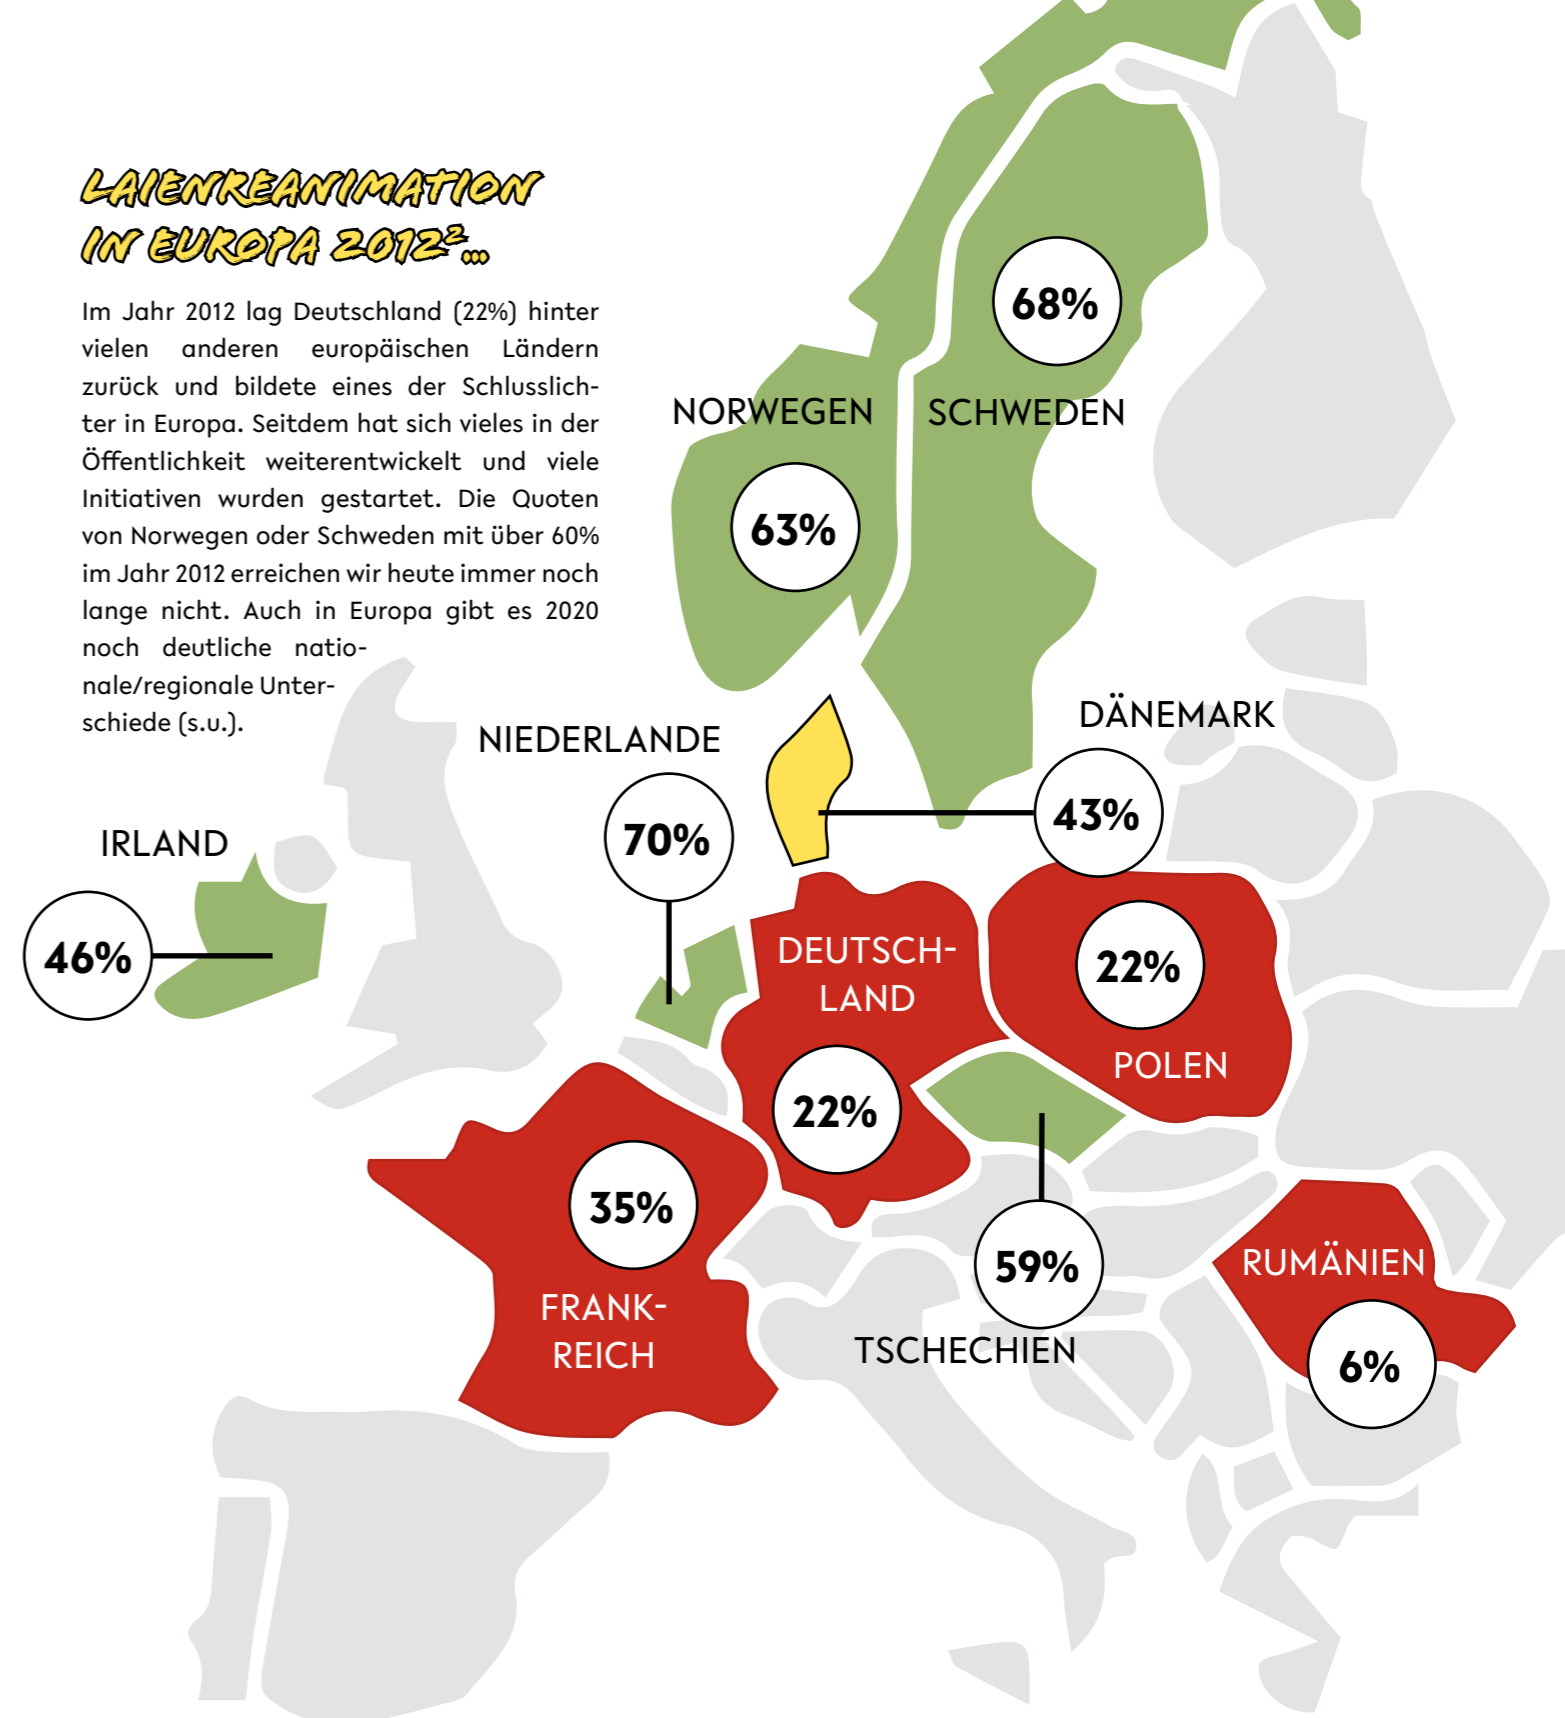 LAIENREANIMATION
IN EUROPA 2012²...
Im Jahr 2012 lag Deutschland (22%) hinter
vielen anderen europäischen Ländern
zurück und bildete eines der Schlusslich-
ter in Europa. Seitdem hat sich vieles in der
Öffentlichkeit weiterentwickelt und viele
Initiativen wurden gestartet. Die Quoten
von Norwegen oder Schweden mit über 60%
im Jahr 2012 erreichen wir heute immer noch
lange nicht. Auch in Europa gibt es 2020
noch deutliche natio-
nale/regionale Unter-
schiede (s.u.).
68%
SCHWEDEN
NORWEGEN
63%
DÄNEMARK
43%
NIEDERLANDE
70%
IRLAND
46%
DEUTSCH-
LAND
22%
22%
POLEN
35%
FRANK-
REICH
59%
TSCHECHIEN
RUMÄNIEN
6%